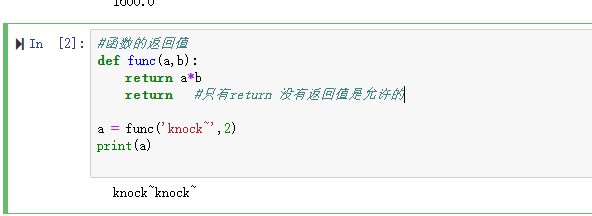 1600.0
In [2]:
#函数的返回值
def func(a,b):
    return a*b
    return   #只有return 没有返回值是允许的
a = func('knock~',2)
print(a)
knock~knock~